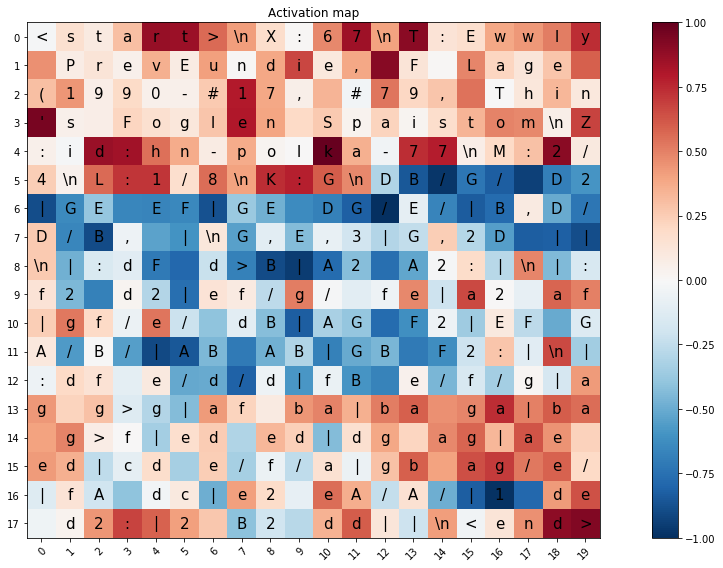 Activation map
0 < s t a r t > \n X : 6 7 \n T : E w w l y
1 P r e v E u n d i e , F L a g e
2 ( 1 9 9 0 - # 1 7 , # 7 9 , T h i n
3 ' s F o g l e n S p a i s t o m \n Z
4 : i d : h n - p o l k a - 7 7 \n M : 2 /
5 4 \n L : 1 / 8 \n K : G \n D B / G / D 2
6 | G E E F | G E D G / E / | B , D /
7 D / B , | \n G , E , 3 | G , 2 D | |
8 \n | : d F d > B | A 2 A 2 : | \n | :
9 f 2 d 2 | e f / g / f e | a 2 a f
10 | g f / e / d B | A G F 2 | E F G
11 A / B / | A B A B | G B F 2 : | \n |
12 : d f e / d / d | f B e / f / g | a
13 g g > g | a f b a | b a g a | b a
14 g > f | e d e d | d g a g | a e
15 e d | c d e / f / a | g b a g / e /
16 | f A d c | e 2 e A / A / | 1 d e
17 d 2 : | 2 B 2 d d | | \n < e n d >
0 1 2 3 4 5 6 7 8 9 10 11 12 13 14 15 16 17 18 19
1.00
0.75
0.50
0.25
0.00
−0.25
−0.50
−0.75
−1.00